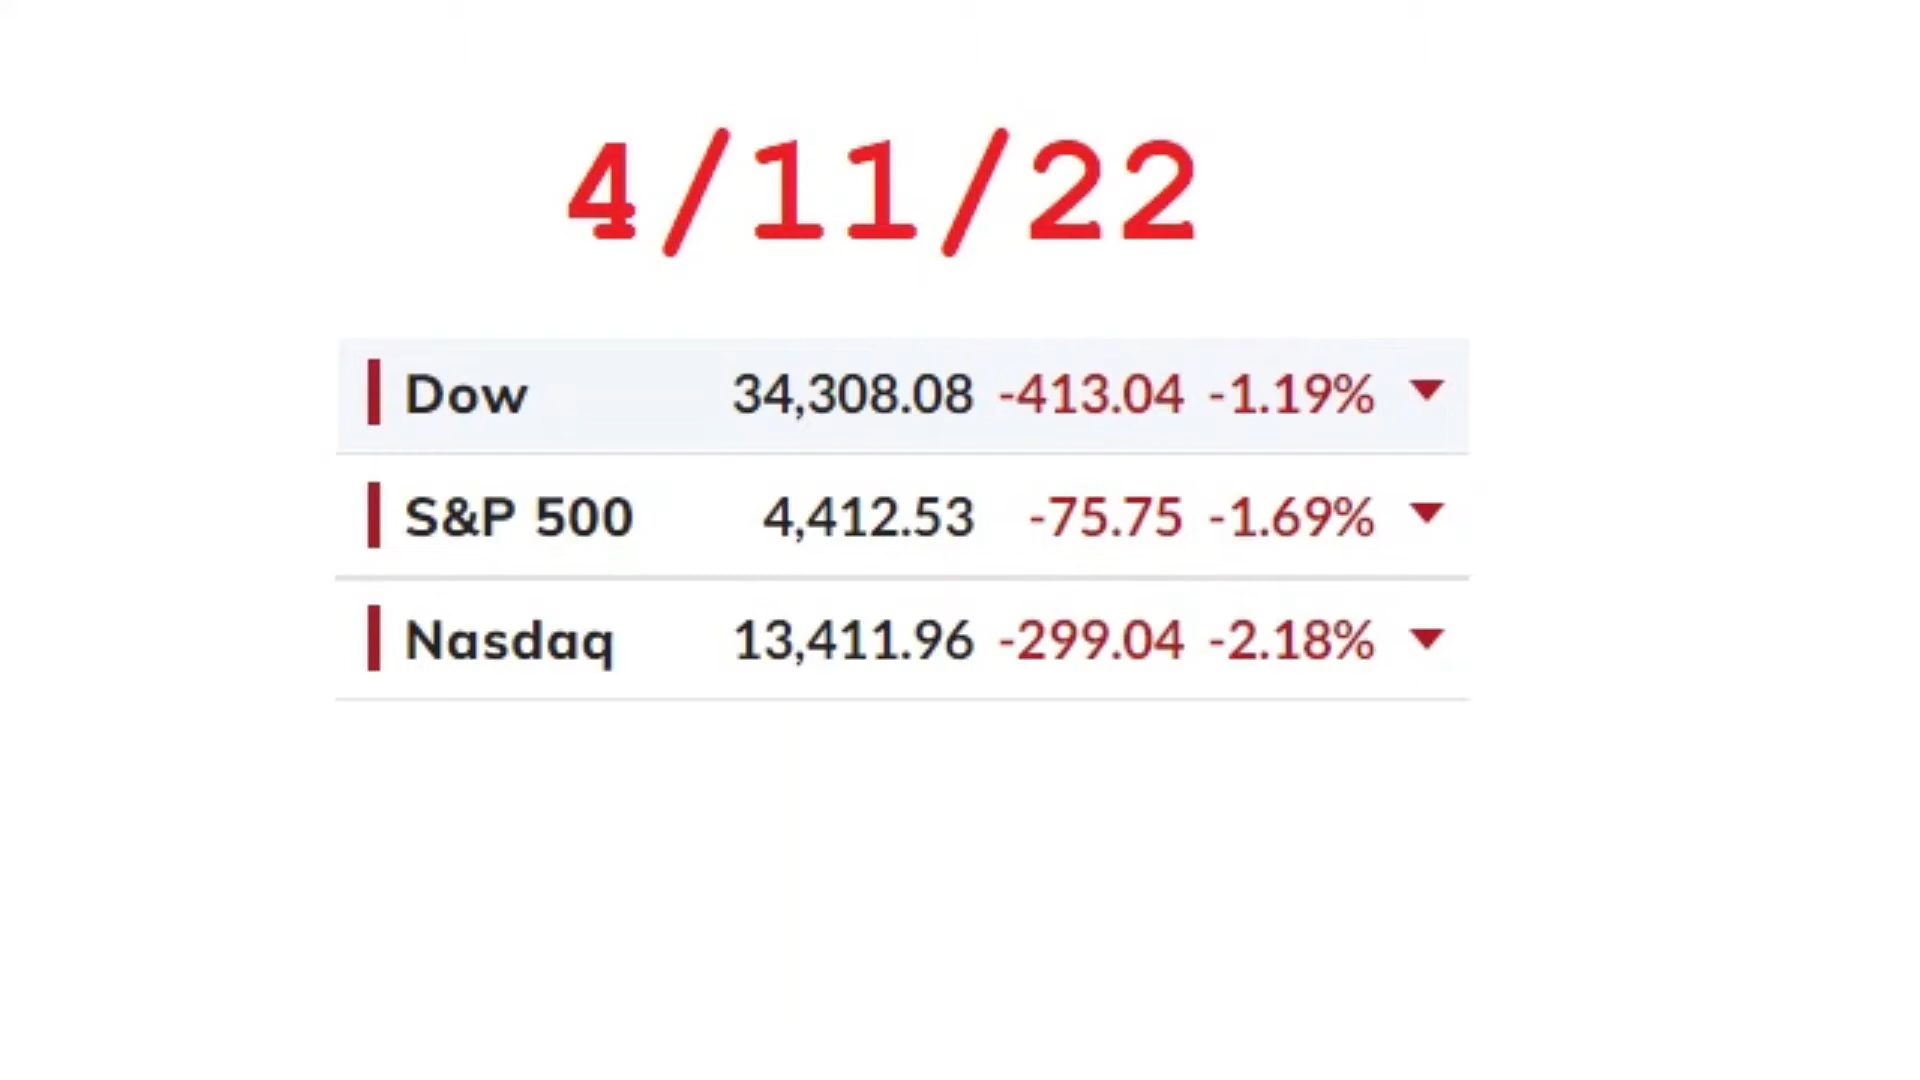 4/11/22
Dow 34,308.08 -413.04 -1.19%
S&P 500 4,412.53 -75.75 -1.69%
Nasdaq 13,411.96 -299.04 -2.18%